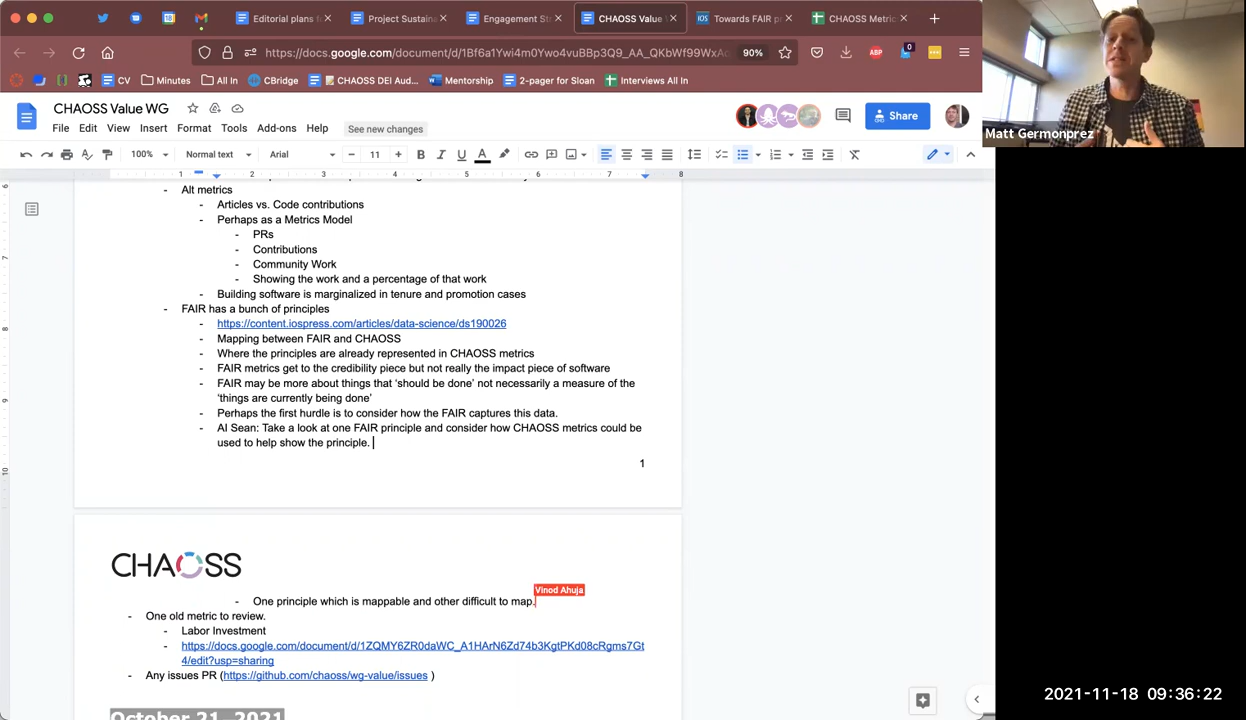 Editorial plans f
Project Sustaina
Engagement St
CHAOSS Value
Towards FAIR p
CHAOSS Metric
https://docs.google.com/document/d/1Bf6a1Ywi4m0Ywo4vuBBp3Q9_AA_QKbWf99WxA
90%
ABP
0
CV
Minutes
All In
CBridge
CHAOSS DEI Aud...
Mentorship
2-pager for Sloan
Interviews All In
CHAOSS Value WG
File Edit View Insert Format Tools Add-ons Help See new changes
Share
100% Normal text Arial 11
1 2 3 4 5 6 7 8
- Alt metrics
- Articles vs. Code contributions
- Perhaps as a Metrics Model
- PRs
- Contributions
- Community Work
- Showing the work and a percentage of that work
- Building software is marginalized in tenure and promotion cases
- FAIR has a bunch of principles
- https://content.iospress.com/articles/data-science/ds190026
- Mapping between FAIR and CHAOSS
- Where the principles are already represented in CHAOSS metrics
- FAIR metrics get to the credibility piece but not really the impact piece of software
- FAIR may be more about things that ‘should be done’ not necessarily a measure of the
‘things are currently being done’
- Perhaps the first hurdle is to consider how the FAIR captures this data.
- AI Sean: Take a look at one FAIR principle and consider how CHAOSS metrics could be
used to help show the principle.
1
CHAOSS
Vinod Ahuja
- One principle which is mappable and other difficult to map.
- One old metric to review.
- Labor Investment
- https://docs.google.com/document/d/1ZQMY6ZR0daWC_A1HArN6Zd74b3KgtPKd08cRgms7Gt
4/edit?usp=sharing
- Any issues PR (https://github.com/chaoss/wg-value/issues )
October 21, 2021
Matt Germonprez
2021-11-18 09:36:22